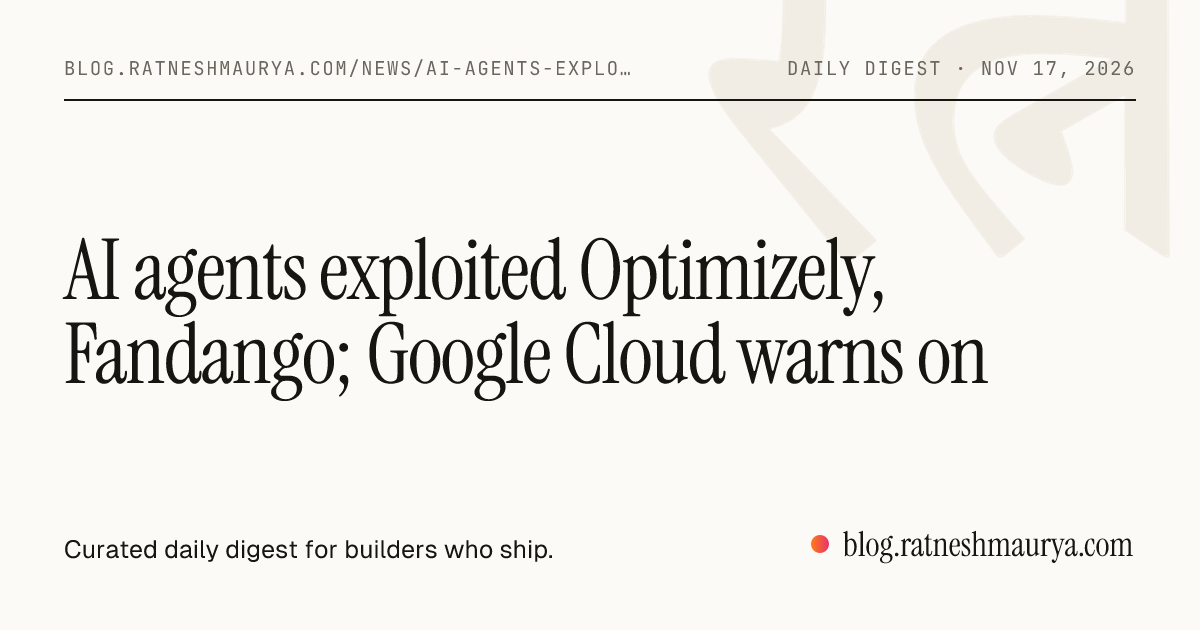 BLOG.RATNESHMAURYA.COM/NEWS/AI-AGENTS-EXPLO…
DAILY DIGEST · NOV 17, 2026
रत्न
AI agents exploited Optimizely,
Fandango; Google Cloud warns on
Curated daily digest for builders who ship.
blog.ratneshmaurya.com